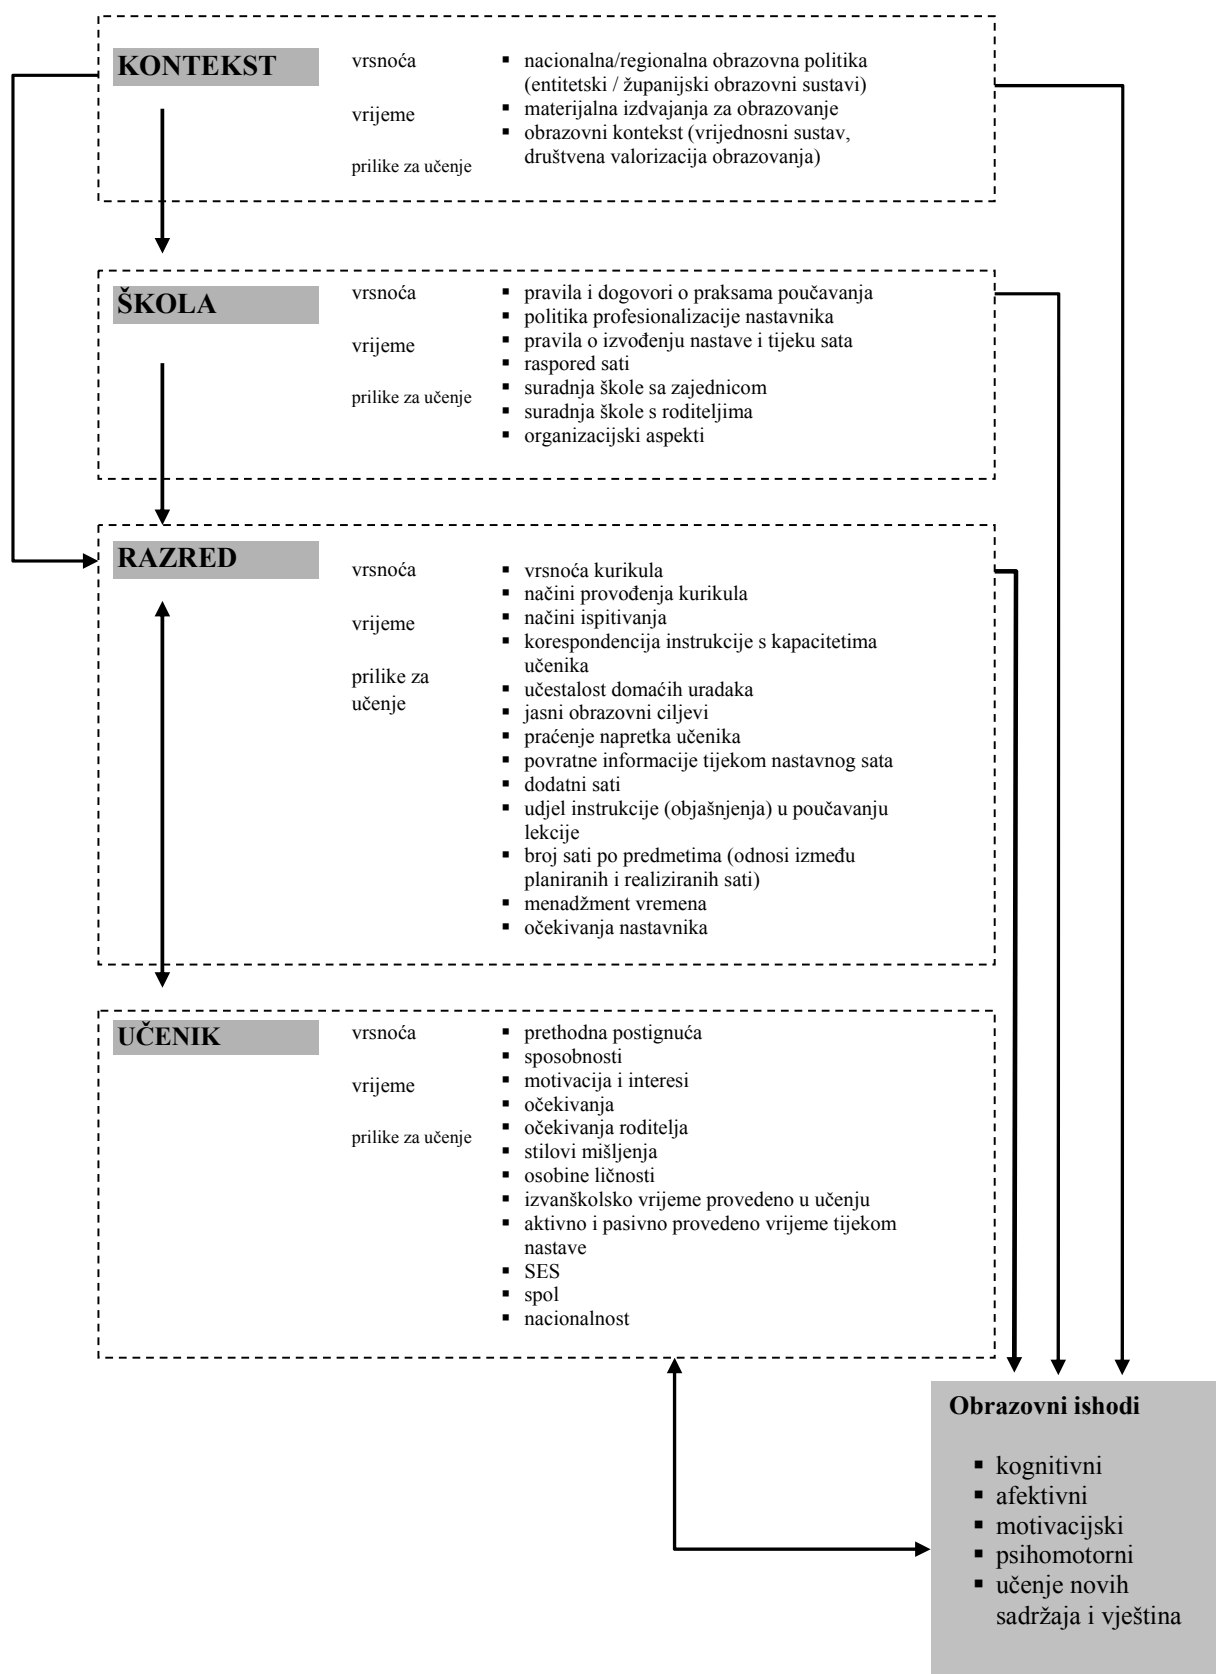 KONTEKST
vrsnoća
vrijeme
prilike za učenje
▪ nacionalna/regionalna obrazovna politika
(entitetski / županijski obrazovni sustavi)
▪ materijalna izdvajanja za obrazovanje
▪ obrazovni kontekst (vrijednosni sustav,
društvena valorizacija obrazovanja)
ŠKOLA
vrsnoća
vrijeme
prilike za učenje
▪ pravila i dogovori o praksama poučavanja
▪ politika profesionalizacije nastavnika
▪ pravila o izvođenju nastave i tijeku sata
▪ raspored sati
▪ suradnja škole sa zajednicom
▪ suradnja škole s roditeljima
▪ organizacijski aspekti
RAZRED
vrsnoća
vrijeme
prilike za
učenje
▪ vrsnoća kurikula
▪ načini provođenja kurikula
▪ načini ispitivanja
▪ korespondencija instrukcije s kapacitetima
učenika
▪ učestalost domaćih uradaka
▪ jasni obrazovni ciljevi
▪ praćenje napretka učenika
▪ povratne informacije tijekom nastavnog sata
▪ dodatni sati
▪ udjel instrukcije (objašnjenja) u poučavanju
lekcije
▪ broj sati po predmetima (odnosi između
planiranih i realiziranih sati)
▪ menadžment vremena
▪ očekivanja nastavnika
UČENIK
vrsnoća
vrijeme
prilike za učenje
▪ prethodna postignuća
▪ sposobnosti
▪ motivacija i interesi
▪ očekivanja
▪ očekivanja roditelja
▪ stilovi mišljenja
▪ osobine ličnosti
▪ izvanškolsko vrijeme provedeno u učenju
▪ aktivno i pasivno provedeno vrijeme tijekom
nastave
▪ SES
▪ spol
▪ nacionalnost
Obrazovni ishodi
▪ kognitivni
▪ afektivni
▪ motivacijski
▪ psihomotorni
▪ učenje novih
sadržaja i vještina